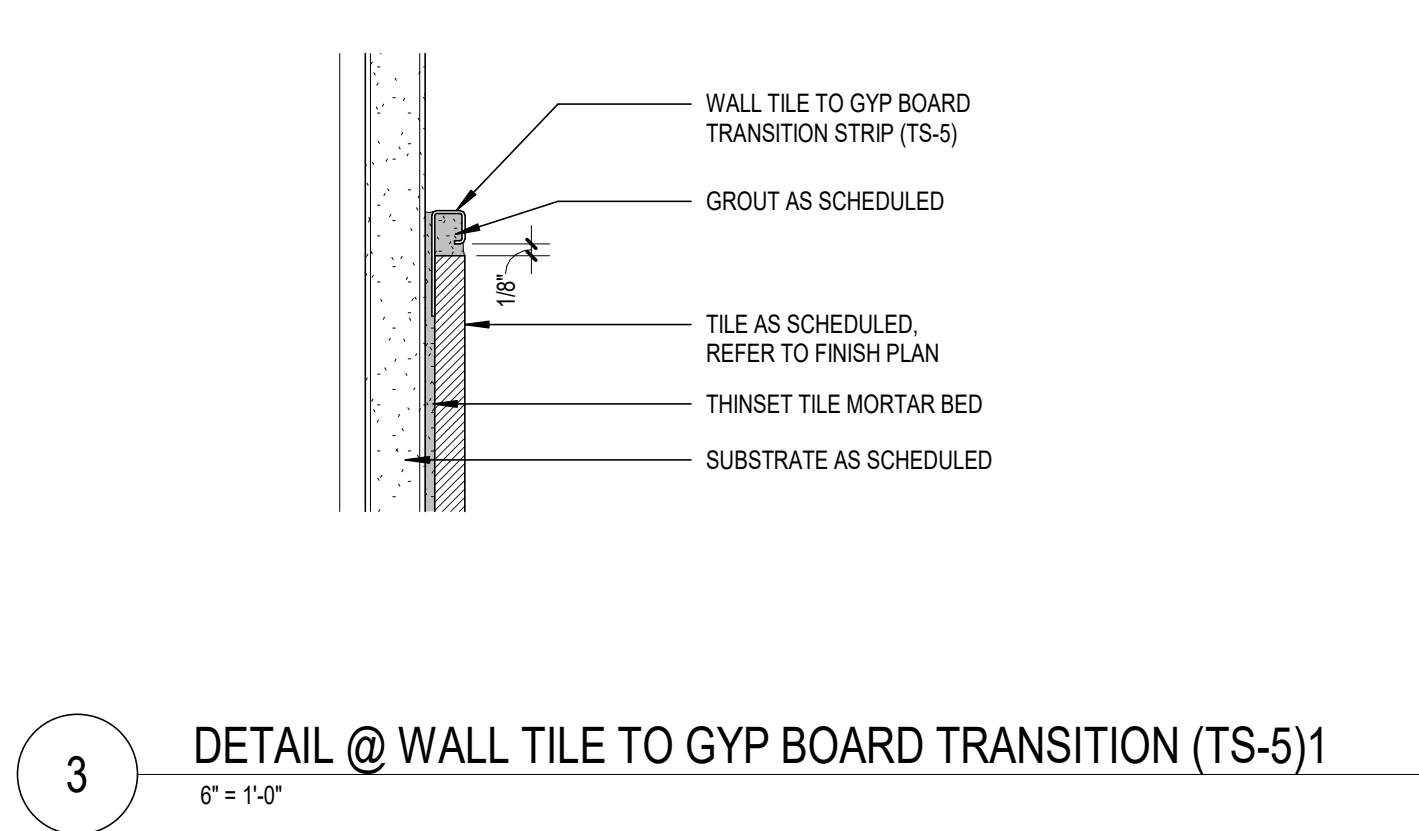 WALL TILE TO GYP BOARD
TRANSITION STRIP (TS-5)
GROUT AS SCHEDULED
1/8"
TILE AS SCHEDULED,
REFER TO FINISH PLAN
THINSET TILE MORTAR BED
SUBSTRATE AS SCHEDULED
3
DETAIL @ WALL TILE TO GYP BOARD TRANSITION (TS-5)1
6" = 1'-0"